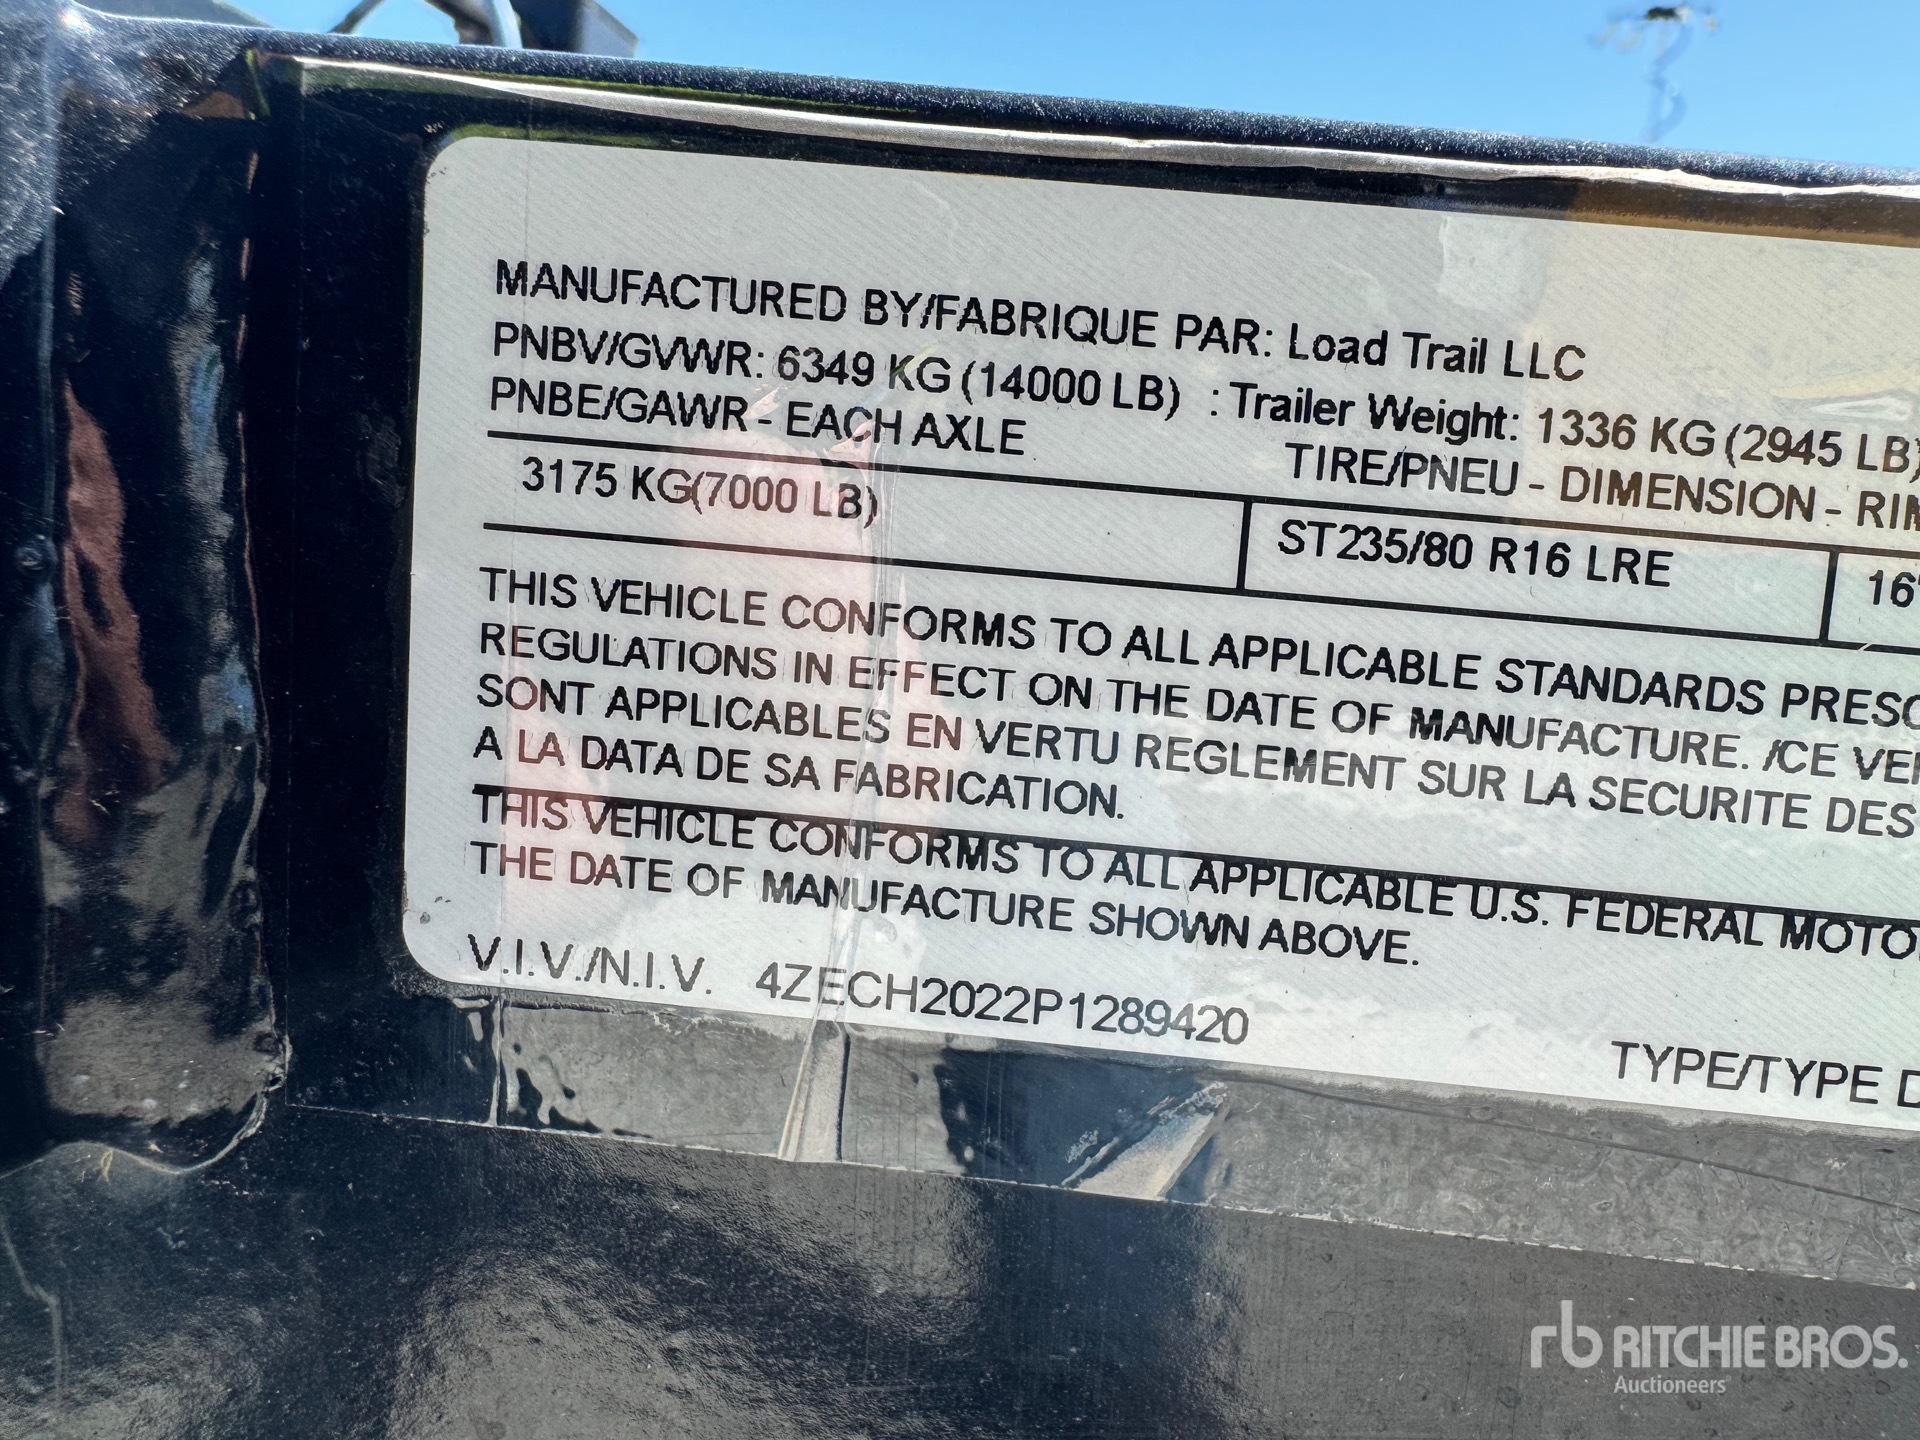 MANUFACTURED BY/FABRIQUE PAR: Load Trail LLC
PNBV/GVWR: 6349 KG (14000 LB) : Trailer Weight: 1336 KG (2945 LB)
PNBE/GAWR - EACH AXLE TIRE/PNEU - DIMENSION - RIM
3175 KG(7000 LB) ST235/80 R16 LRE 16"
THIS VEHICLE CONFORMS TO ALL APPLICABLE STANDARDS PRESC
REGULATIONS IN EFFECT ON THE DATE OF MANUFACTURE. /CE VE
SONT APPLICABLES EN VERTU REGLEMENT SUR LA SECURITE DES
A LA DATA DE SA FABRICATION.
THIS VEHICLE CONFORMS TO ALL APPLICABLE U.S. FEDERAL MOTO
THE DATE OF MANUFACTURE SHOWN ABOVE.
V.I.V./N.I.V. 4ZECH2022P1289420
TYPE/TYPE D
rb RITCHIE BROS.
Auctioneers